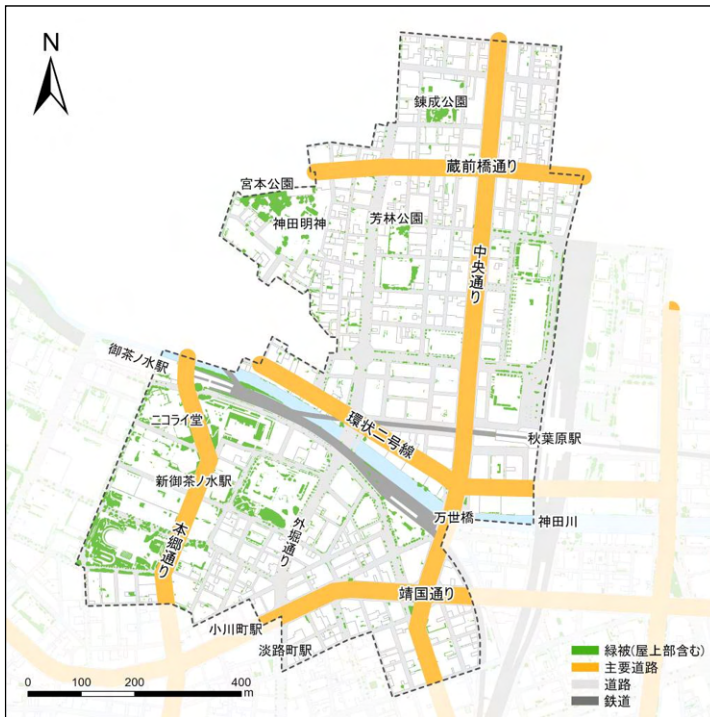 N
錬成公園
蔵前橋通り
宮本公園
神田明神
芳林公園
中央通り
御茶ノ水駅
ニコライ堂
環状二号線
秋葉原駅
新御茶ノ水駅
万世橋
神田川
本郷通り
外堀通り
靖国通り
小川町駅
淡路町駅
緑被(屋上部含む)
主要道路
道路
鉄道
0 100 200 400
m